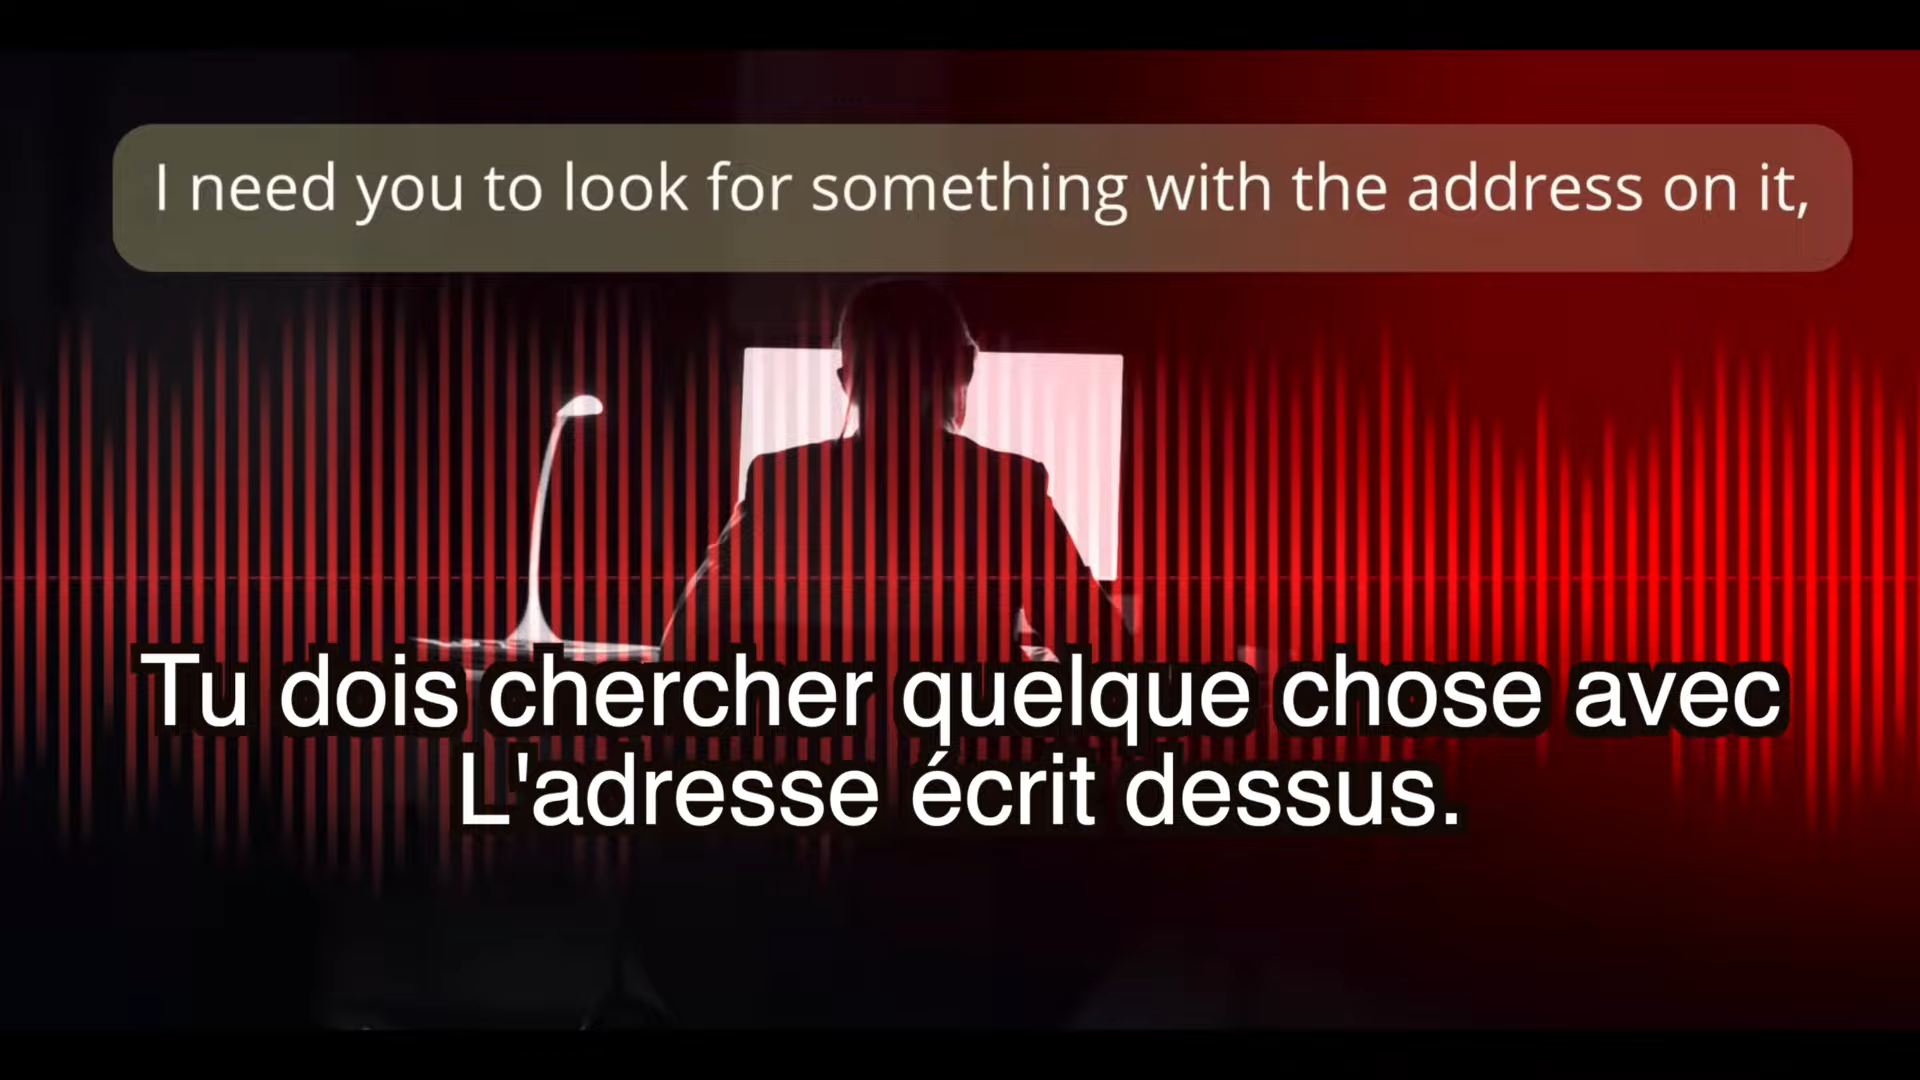 I need you to look for something with the address on it,
Tu dois chercher quelque chose avec
L'adresse écrit dessus.